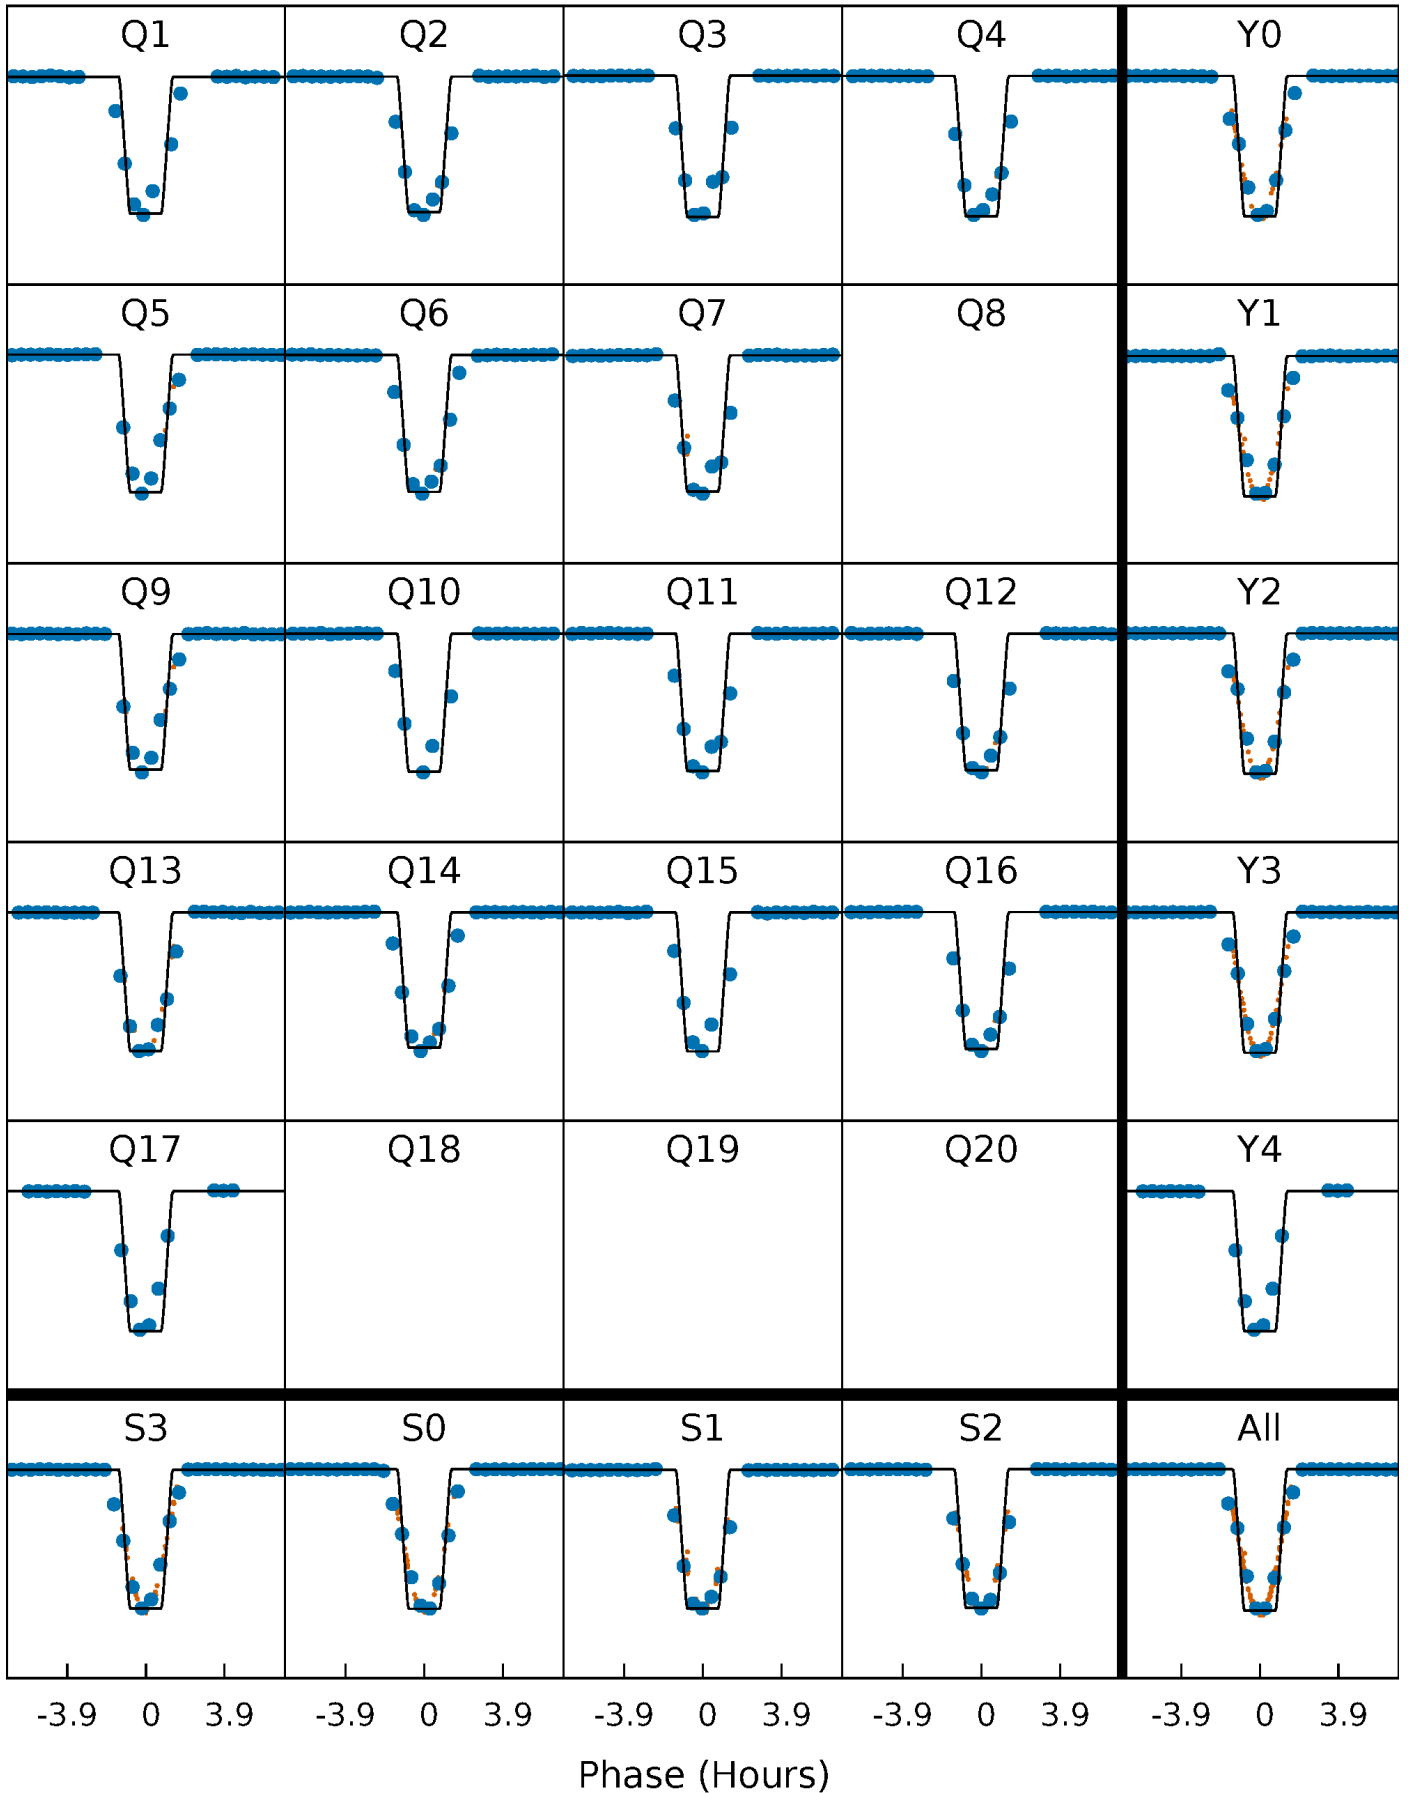 Q1 Q2 Q3 Q4 Y0
Q5 Q6 Q7 Q8 Y1
Q9 Q10 Q11 Q12 Y2
Q13 Q14 Q15 Q16 Y3
Q17 Q18 Q19 Q20 Y4
S3 S0 S1 S2 All
-3.9 0 3.9 -3.9 0 3.9 -3.9 0 3.9 -3.9 0 3.9 -3.9 0 3.9
Phase (Hours)